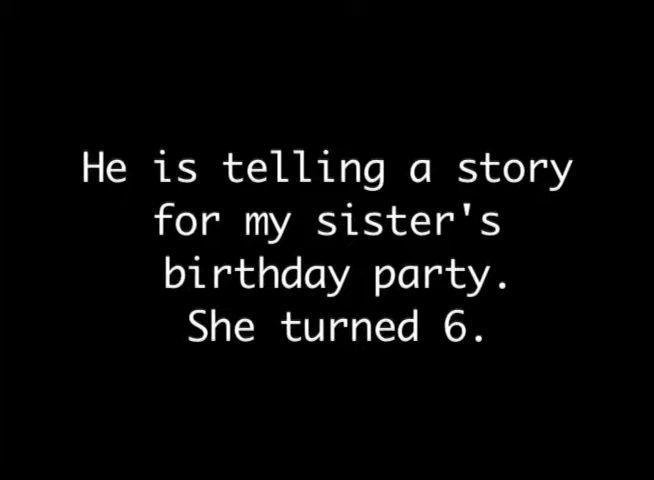 He is telling a story
for my sister's
birthday party.
She turned 6.